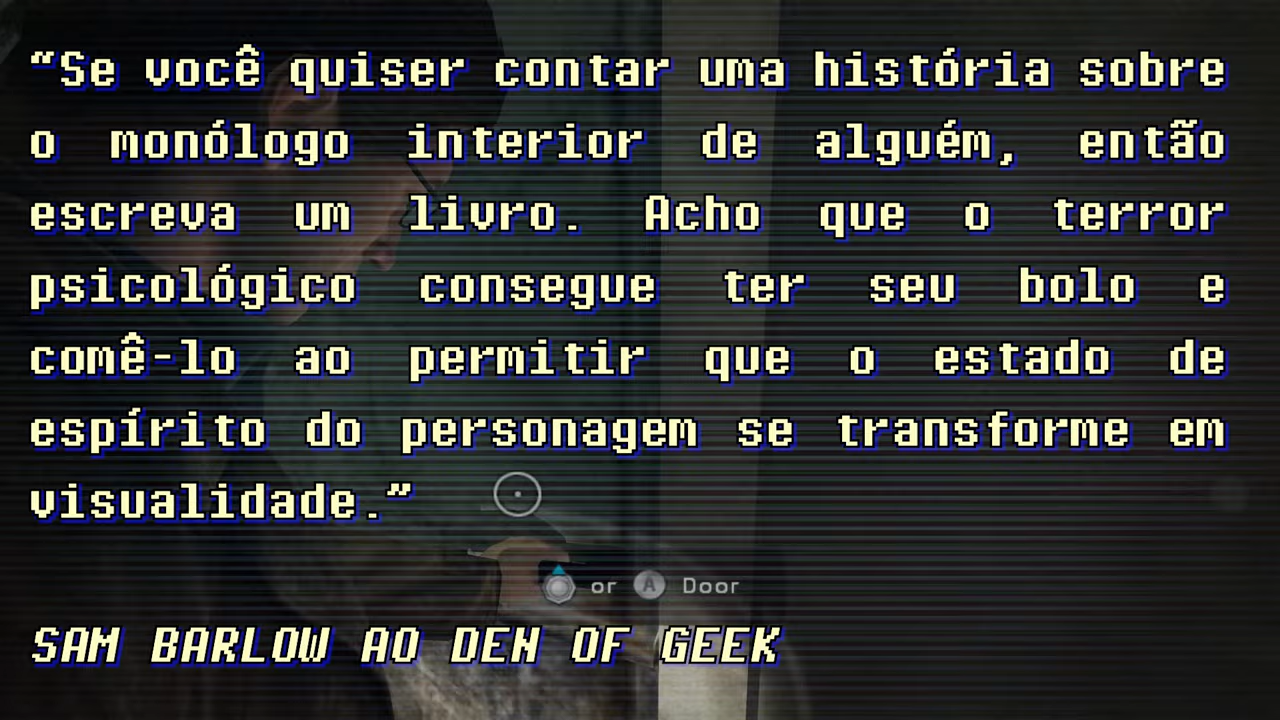 “Se você quiser contar uma história sobre
o monólogo interior de alguém, então
escreva um livro. Acho que o terror
psicológico consegue ter seu bolo e
comê-lo ao permitir que o estado de
espírito do personagem se transforme em
visualidade.”
or A Door
SAM BARLOW AO DEN OF GEEK